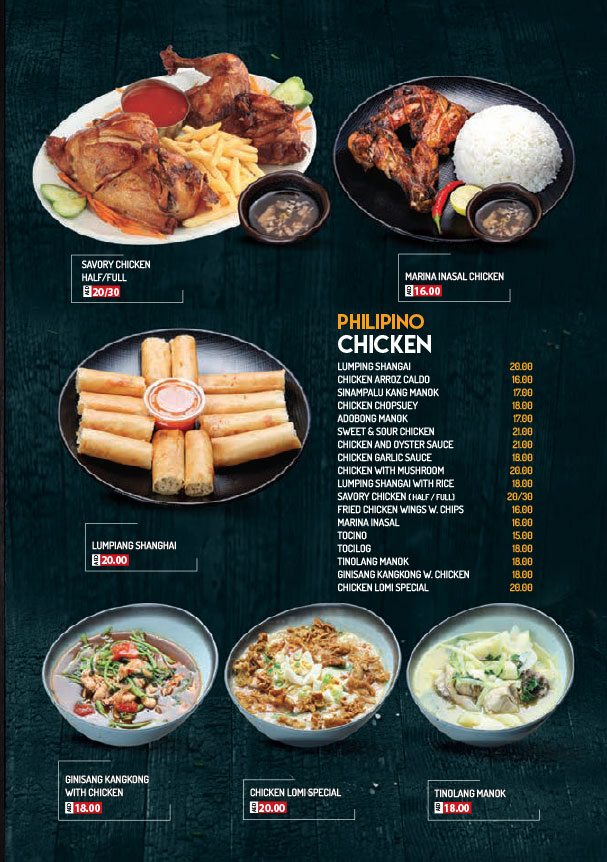 SAVORY CHICKEN
HALF/FULL
AED 20/30
MARINA INASAL CHICKEN
AED 16.00
PHILIPINO
CHICKEN
LUMPING SHANGAI 20.00
CHICKEN ARROZ CALDO 16.00
SINAMPALU KANG MANOK 17.00
CHICKEN CHOPSUEY 18.00
ADOBONG MANOK 17.00
SWEET & SOUR CHICKEN 21.00
CHICKEN AND OYSTER SAUCE 21.00
CHICKEN GARLIC SAUCE 18.00
CHICKEN WITH MUSHROOM 20.00
LUMPING SHANGAI WITH RICE 18.00
SAVORY CHICKEN (HALF / FULL) 20/30
FRIED CHICKEN WINGS W. CHIPS 16.00
MARINA INASAL 16.00
TOCINO 15.00
TOCILOG 18.00
TINOLANG MANOK 18.00
GINISANG KANGKONG W. CHICKEN 18.00
CHICKEN LOMI SPECIAL 20.00
LUMPIANG SHANGHAI
AED 20.00
GINISANG KANGKONG
WITH CHICKEN
AED 18.00
CHICKEN LOMI SPECIAL
AED 20.00
TINOLANG MANOK
AED 18.00